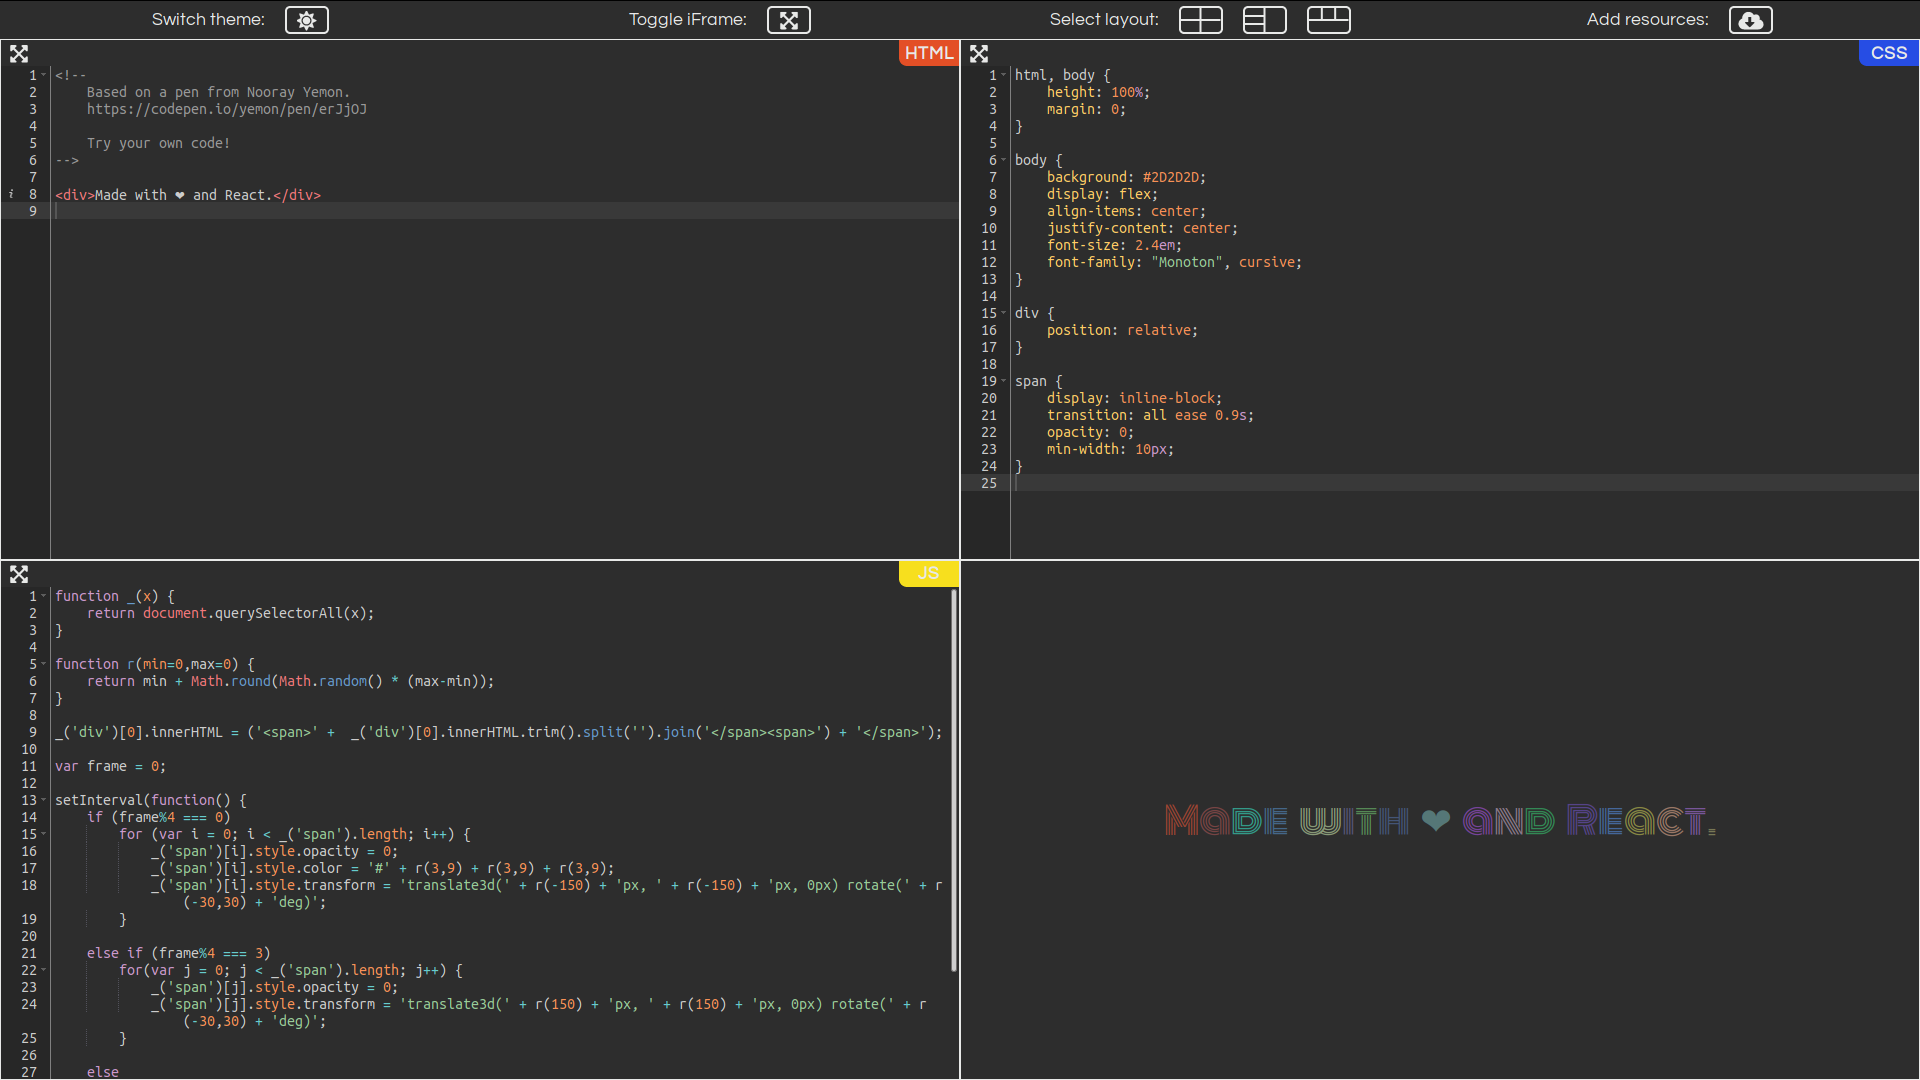 Switch theme:
Toggle iFrame:
Select layout:
Add resources:
HTML
1 <!--
2     Based on a pen from Nooray Yemon.
3     https://codepen.io/yemon/pen/erJjOJ
4
5     Try your own code!
6 -->
7
i 8 <div>Made with ❤ and React.</div>
9
CSS
1 html, body {
2     height: 100%;
3     margin: 0;
4 }
5
6 body {
7     background: #2D2D2D;
8     display: flex;
9     align-items: center;
10     justify-content: center;
11     font-size: 2.4em;
12     font-family: "Monoton", cursive;
13 }
14
15 div {
16     position: relative;
17 }
18
19 span {
20     display: inline-block;
21     transition: all ease 0.9s;
22     opacity: 0;
23     min-width: 10px;
24 }
25
JS
1 function _(x) {
2     return document.querySelectorAll(x);
3 }
4
5 function r(min=0,max=0) {
6     return min + Math.round(Math.random() * (max-min));
7 }
8
9 _('div')[0].innerHTML = ('<span>' +  _('div')[0].innerHTML.trim().split('').join('</span><span>') + '</span>');
10
11 var frame = 0;
12
13 setInterval(function() {
14     if (frame%4 === 0)
15         for (var i = 0; i < _('span').length; i++) {
16             _('span')[i].style.opacity = 0;
17             _('span')[i].style.color = '#' + r(3,9) + r(3,9) + r(3,9);
18             _('span')[i].style.transform = 'translate3d(' + r(-150) + 'px, ' + r(-150) + 'px, 0px) rotate(' + r
(-30,30) + 'deg)';
19         }
20
21     else if (frame%4 === 3)
22         for(var j = 0; j < _('span').length; j++) {
23             _('span')[j].style.opacity = 0;
24             _('span')[j].style.transform = 'translate3d(' + r(150) + 'px, ' + r(150) + 'px, 0px) rotate(' + r
(-30,30) + 'deg)';
25         }
26
27     else
Made with ❤ and React.